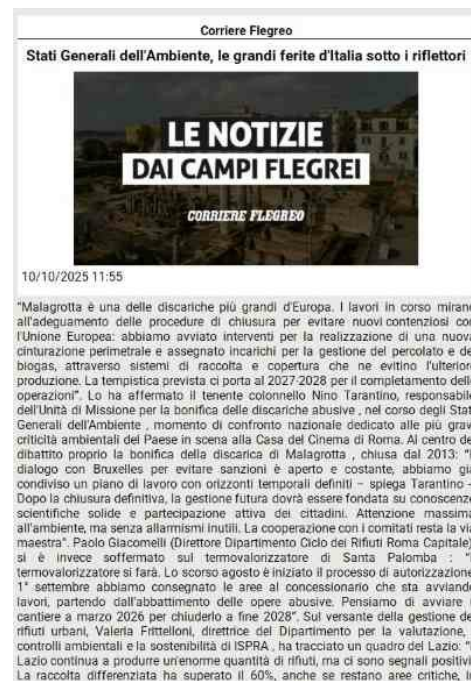 Corriere Flegreo
Stati Generali dell'Ambiente, le grandi ferite d'Italia sotto i riflettori
LE NOTIZIE
DAI CAMPI FLEGREI
CORRIERE FLEGREO
10/10/2025 11:55
"Malagrotta è una delle discariche più grandi d'Europa. I lavori in corso mirano
all'adeguamento delle procedure di chiusura per evitare nuovi contenziosi con
l'Unione Europea: abbiamo avviato interventi per la realizzazione di una nuova
cinturazione perimetrale e assegnato incarichi per la gestione del percolato e del
biogas, attraverso sistemi di raccolta e copertura che ne evitino l'ulteriore
produzione. La tempistica prevista ci porta al 2027-2028 per il completamento delle
operazioni". Lo ha affermato il tenente colonnello Nino Tarantino, responsabile
dell'Unità di Missione per la bonifica delle discariche abusive , nel corso degli Stati
Generali dell'Ambiente , momento di confronto nazionale dedicato alle più gravi
criticità ambientali del Paese in scena alla Casa del Cinema di Roma. Al centro del
dibattito proprio la bonifica della discarica di Malagrotta , chiusa dal 2013: "Il
dialogo con Bruxelles per evitare sanzioni è aperto e costante, abbiamo già
condiviso un piano di lavoro con orizzonti temporali definiti – spiega Tarantino –
Dopo la chiusura definitiva, la gestione futura dovrà essere fondata su conoscenze
scientifiche solide e partecipazione attiva dei cittadini. Attenzione massima
all'ambiente, ma senza allarmismi inutili. La cooperazione con i comitati resta la via
maestra". Paolo Giacomelli (Direttore Dipartimento Ciclo dei Rifiuti Roma Capitale)
si è invece soffermato sul termovalorizzatore di Santa Palomba : "Il
termovalorizzatore si farà. Lo scorso agosto è iniziato il processo di autorizzazione
1° settembre abbiamo consegnato le aree al concessionario che sta avviando
lavori, partendo dall'abbattimento delle opere abusive. Pensiamo di avviare il
cantiere a marzo 2026 per chiuderlo a fine 2028". Sul versante della gestione dei
rifiuti urbani, Valeria Frittelloni, direttrice del Dipartimento per la valutazione,
controlli ambientali e la sostenibilità di ISPRA , ha tracciato un quadro del Lazio: "Il
Lazio continua a produrre un'enorme quantità di rifiuti, ma ci sono segnali positivi
La raccolta differenziata ha superato il 60%, anche se restano aree critiche, il